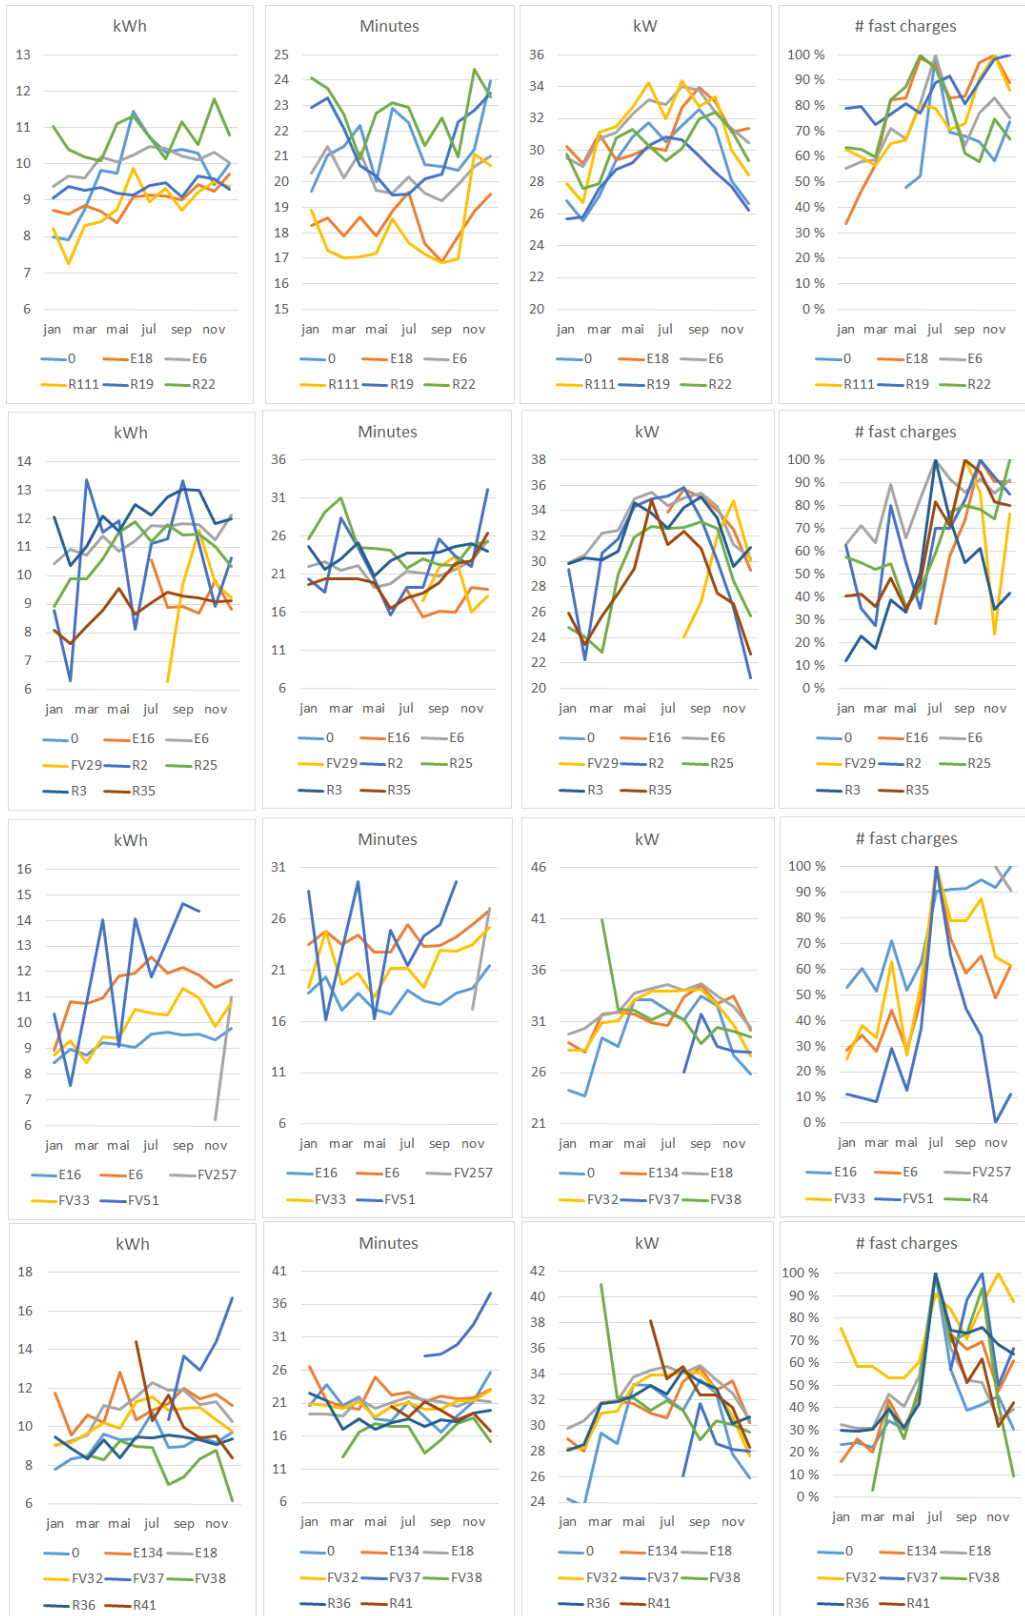 kWh
13
12
11
10
9
8
7
6
jan mar mai jul sep nov
0 E18 E6
R111 R19 R22
Minutes
25
24
23
22
21
20
19
18
17
16
15
jan mar mai jul sep nov
0 E18 E6
R111 R19 R22
kW
36
34
32
30
28
26
24
22
20
jan mar mai jul sep nov
0 E18 E6
R111 R19 R22
# fast charges
100 %
90 %
80 %
70 %
60 %
50 %
40 %
30 %
20 %
10 %
0 %
jan mar mai jul sep nov
0 E18 E6
R111 R19 R22
kWh
14
13
12
11
10
9
8
7
6
jan mar mai jul sep nov
0 E16 E6
FV29 R2 R25
R3 R35
Minutes
36
31
26
21
16
11
6
jan mar mai jul sep nov
0 E16 E6
FV29 R2 R25
R3 R35
kW
38
36
34
32
30
28
26
24
22
20
jan mar mai jul sep nov
0 E16 E6
FV29 R2 R25
R3 R35
# fast charges
100 %
90 %
80 %
70 %
60 %
50 %
40 %
30 %
20 %
10 %
0 %
jan mar mai jul sep nov
0 E16 E6
FV29 R2 R25
R3 R35
kWh
16
15
14
13
12
11
10
9
8
7
6
jan mar mai jul sep nov
E16 E6 FV257
FV33 FV51
Minutes
31
26
21
16
11
6
jan mar mai jul sep nov
E16 E6 FV257
FV33 FV51
kW
46
41
36
31
26
21
jan mar mai jul sep nov
0 E134 E18
FV32 FV37 FV38
# fast charges
100 %
90 %
80 %
70 %
60 %
50 %
40 %
30 %
20 %
10 %
0 %
jan mar mai jul sep nov
E16 E6 FV257
FV33 FV51 R4
kWh
18
16
14
12
10
8
6
4
jan mar mai jul sep nov
0 E134 E18
FV32 FV37 FV38
R36 R41
Minutes
41
36
31
26
21
16
11
6
jan mar mai jul sep nov
0 E134 E18
FV32 FV37 FV38
R36 R41
kW
42
40
38
36
34
32
30
28
26
24
jan mar mai jul sep nov
0 E134 E18
FV32 FV37 FV38
R36 R41
# fast charges
100 %
90 %
80 %
70 %
60 %
50 %
40 %
30 %
20 %
10 %
0 %
jan mar mai jul sep nov
0 E134 E18
FV32 FV37 FV38
R36 R41